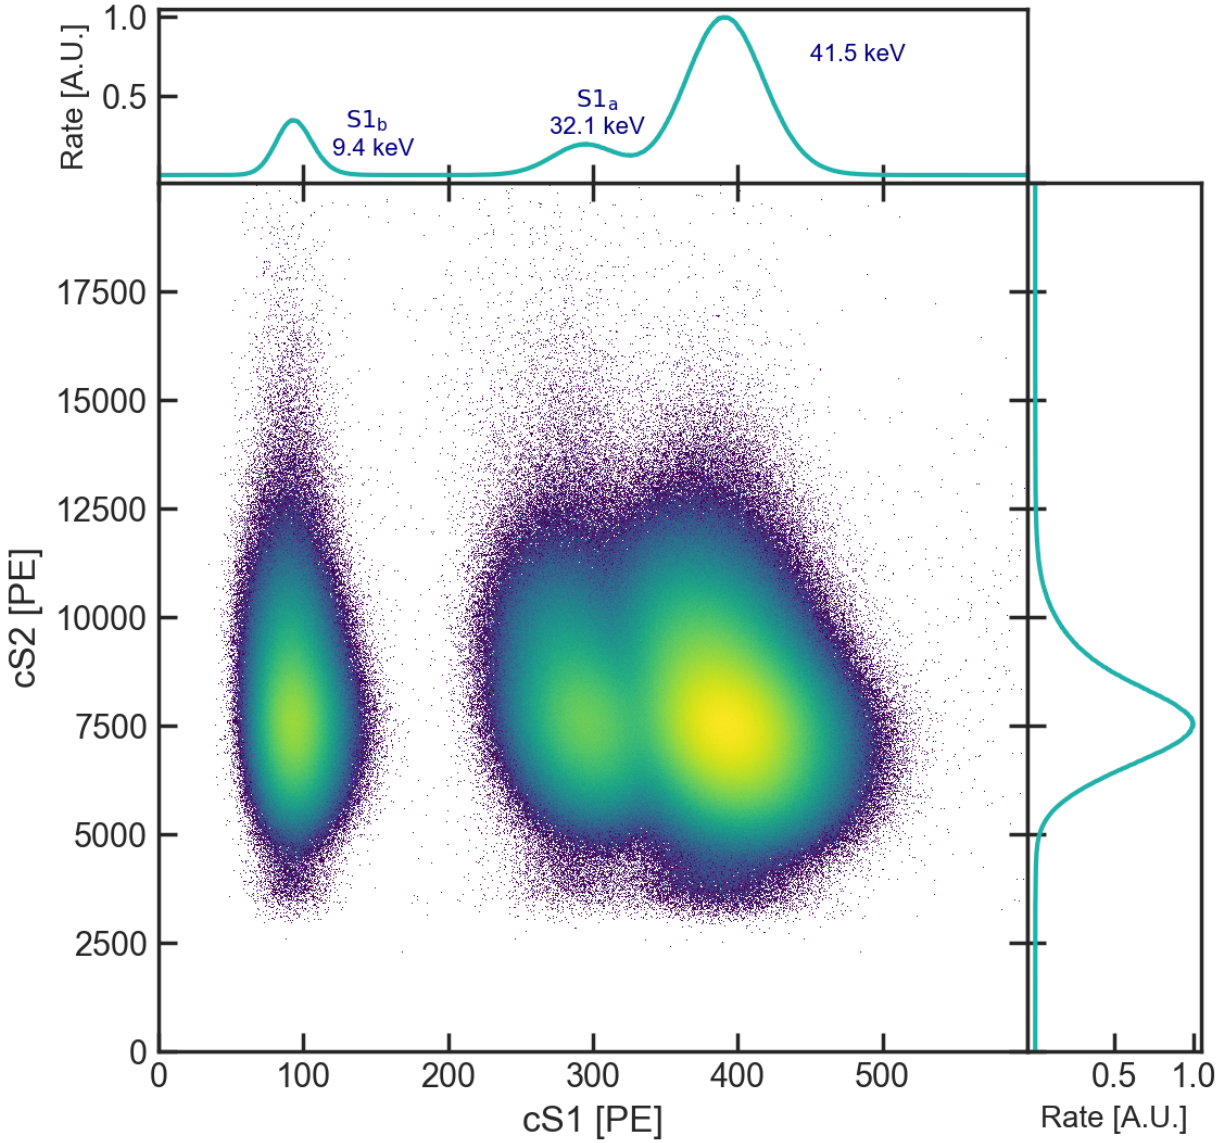 Rate [A.U.]
1.0
0.5
S1b
9.4 keV
S1a
32.1 keV
41.5 keV
cS2 [PE]
17500
15000
12500
10000
7500
5000
2500
0
0 100 200 300 400 500
cS1 [PE]
0.5 1.0
Rate [A.U.]